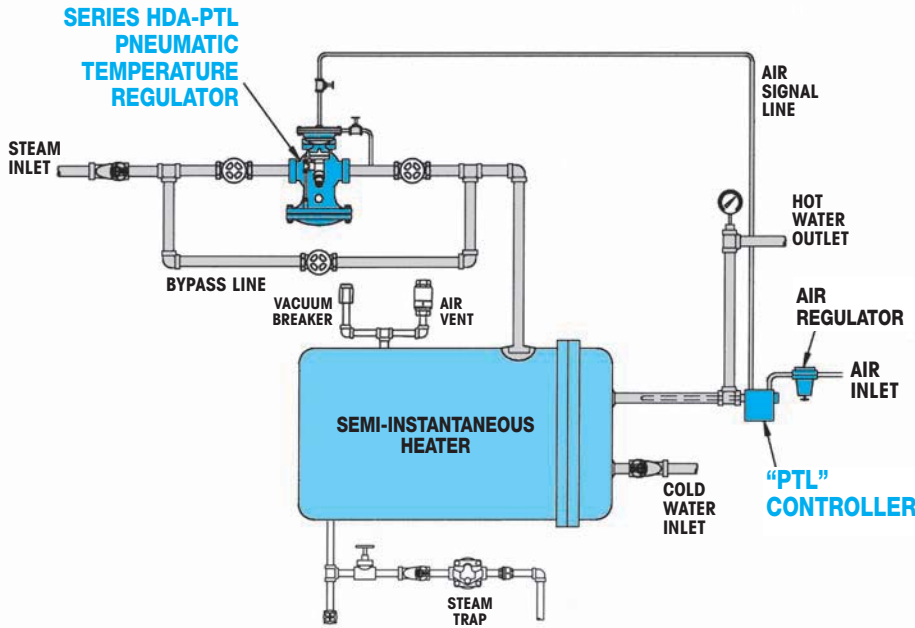 SERIES HDA-PTL
PNEUMATIC
TEMPERATURE
REGULATOR
AIR
SIGNAL
LINE
STEAM
INLET
HOT
WATER
OUTLET
BYPASS LINE
VACUUM
BREAKER
AIR
VENT
AIR
REGULATOR
AIR
INLET
SEMI-INSTANTANEOUS
HEATER
"PTL"
CONTROLLER
COLD
WATER
INLET
STEAM
TRAP